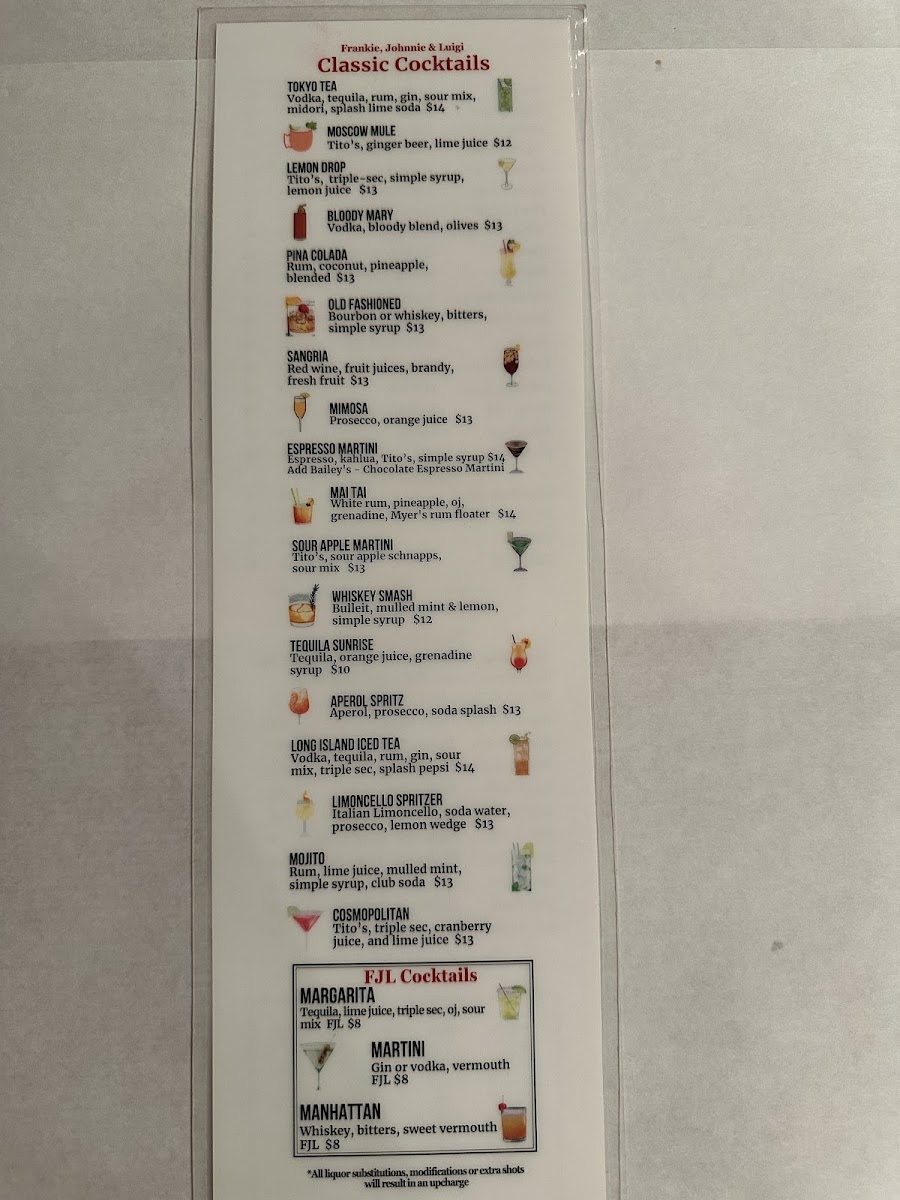 Frankie, Johnnie & Luigi
Classic Cocktails
TOKYO TEA
Vodka, tequila, rum, gin, sour mix,
midori, splash lime soda $14
MOSCOW MULE
Tito's, ginger beer, lime juice $12
LEMON DROP
Tito's, triple-sec, simple syrup,
lemon juice $13
BLOODY MARY
Vodka, bloody blend, olives $13
PINA COLADA
Rum, coconut, pineapple,
blended $13
OLD FASHIONED
Bourbon or whiskey, bitters,
simple syrup $13
SANGRIA
Red wine, fruit juices, brandy,
fresh fruit $13
MIMOSA
Prosecco, orange juice $13
ESPRESSO MARTINI
Espresso, kahlua, Tito's, simple syrup $14
Add Bailey's - Chocolate Espresso Martini
MAI TAI
White rum, pineapple, oj,
grenadine, Myer's rum floater $14
SOUR APPLE MARTINI
Tito's, sour apple schnapps,
sour mix $13
WHISKEY SMASH
Bulleit, mulled mint & lemon,
simple syrup $12
TEQUILA SUNRISE
Tequila, orange juice, grenadine
syrup $10
APEROL SPRITZ
Aperol, prosecco, soda splash $13
LONG ISLAND ICED TEA
Vodka, tequila, rum, gin, sour
mix, triple sec, splash pepsi $14
LIMONCELLO SPRITZER
Italian Limoncello, soda water,
prosecco, lemon wedge $13
MOJITO
Rum, lime juice, mulled mint,
simple syrup, club soda $13
COSMOPOLITAN
Tito's, triple sec, cranberry
juice, and lime juice $13
FJL Cocktails
MARGARITA
Tequila, lime juice, triple sec, oj, sour
mix FJL $8
MARTINI
Gin or vodka, vermouth
FJL $8
MANHATTAN
Whiskey, bitters, sweet vermouth
FJL $8
*All liquor substitutions, modifications or extra shots
will result in an upcharge